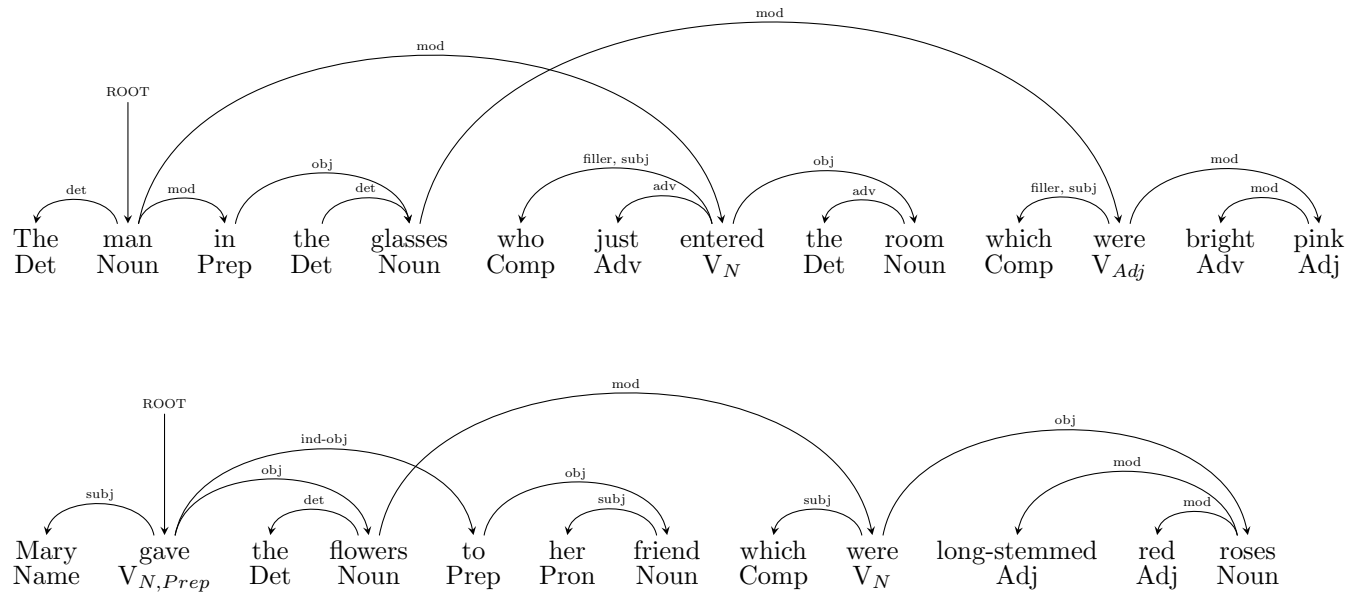 mod
mod
ROOT
obj filler, subj obj mod
det mod det adv adv filler, subj mod
The man in the glasses who just entered the room which were bright pink
Det Noun Prep Det Noun Comp Adv V_N Det Noun Comp V_Adj Adv Adj
mod
ROOT
obj
ind-obj
mod
obj obj
subj det subj subj mod
Mary gave the flowers to her friend which were long-stemmed red roses
Name V_N,Prep Det Noun Prep Pron Noun Comp V_N Adj Adj Noun